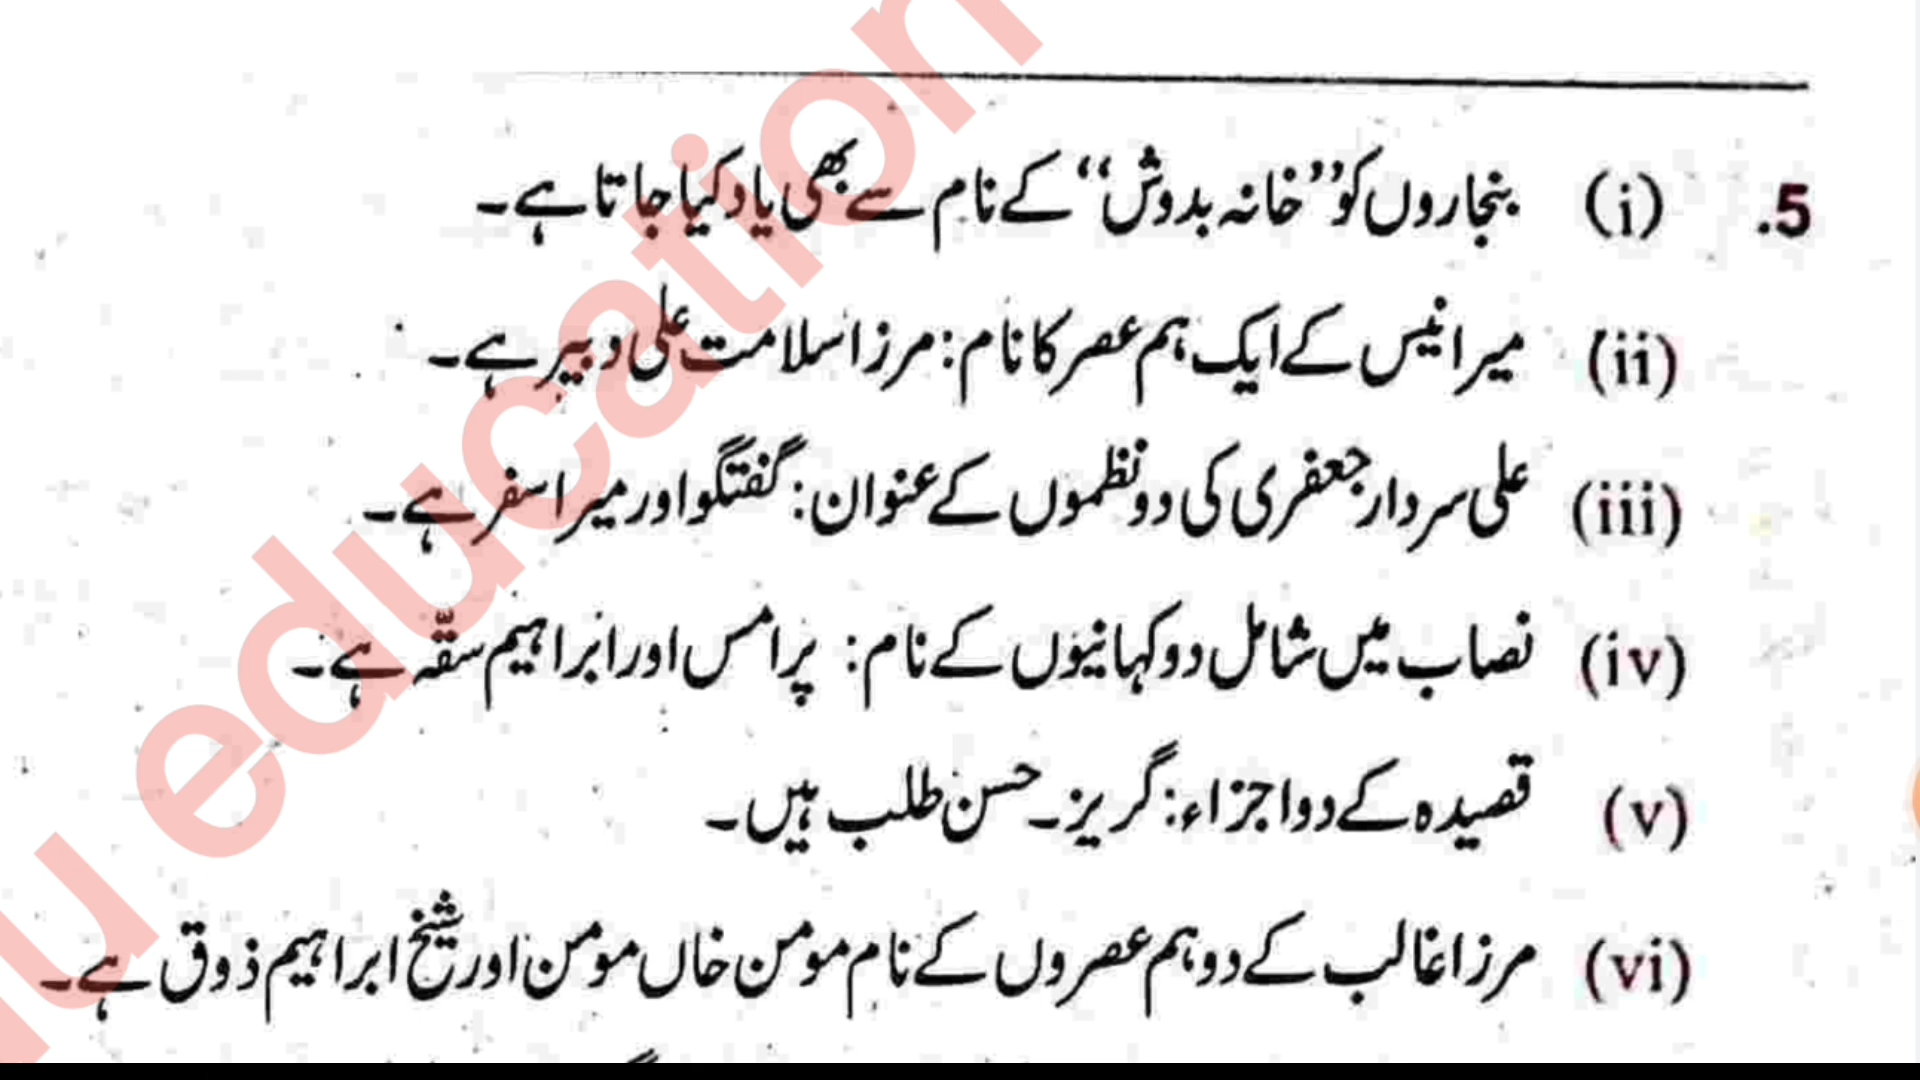 5. (i) بنجاروں کو ’’خانہ بدوش‘‘ کے نام سے بھی یاد کیا جاتا ہے۔
(ii) میر انیس کے ایک ہم عصر کا نام: مرزا سلامت علی دبیر ہے۔
(iii) علی سردار جعفری کی دو نظموں کے عنوان: گفتگو اور میرا سفر ہے۔
(iv) نصاب میں شامل دو کہانیوں کے نام: پرامس اور ابراہیم سقّہ ہے۔
(v) قصیدہ کے دو اجزاء: گریز۔ حسن طلب ہیں۔
(vi) مرزا غالب کے دو ہم عصروں کے نام مومن خاں مومن اور شیخ ابراہیم ذوق ہے۔
u education